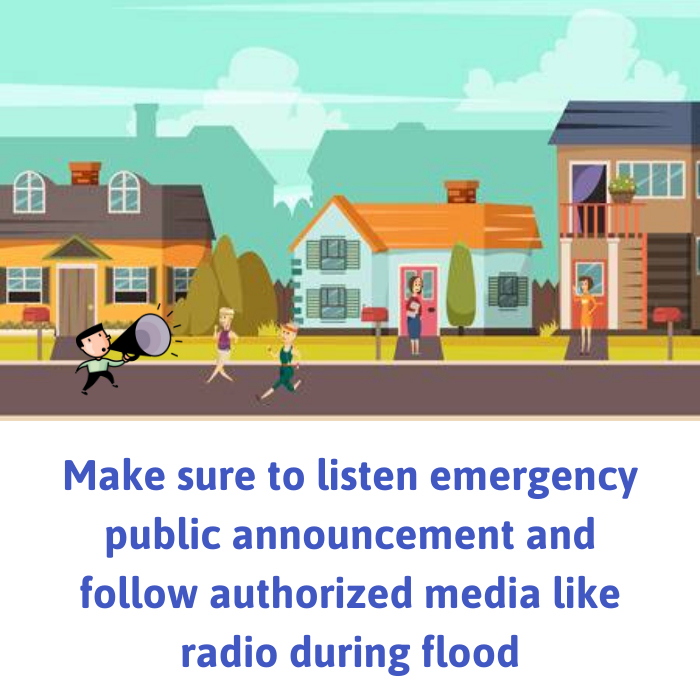 Make sure to listen emergency
public announcement and
follow authorized media like
radio during flood